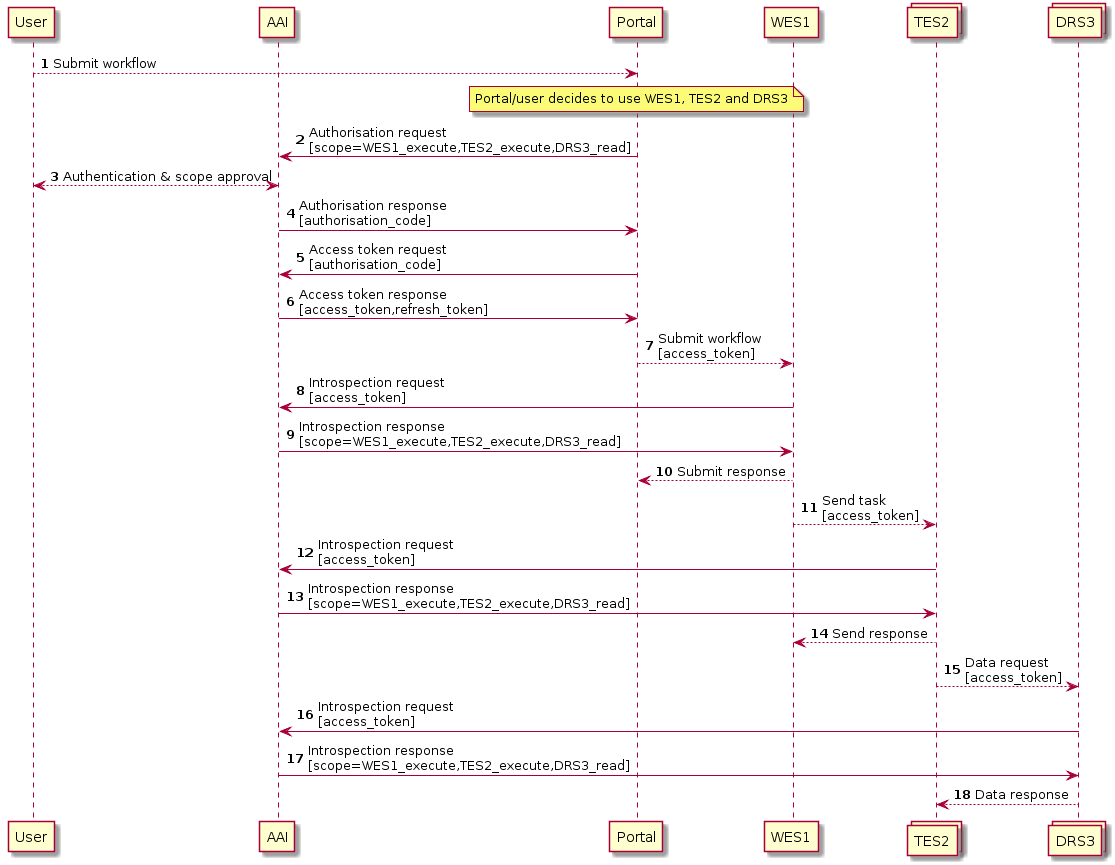 User AAI Portal WES1 TES2 DRS3
1 Submit workflow
Portal/user decides to use WES1, TES2 and DRS3
2 Authorisation request
[scope=WES1_execute,TES2_execute,DRS3_read]
3 Authentication & scope approval
4 Authorisation response
[authorisation_code]
5 Access token request
[authorisation_code]
6 Access token response
[access_token,refresh_token]
7 Submit workflow
[access_token]
8 Introspection request
[access_token]
9 Introspection response
[scope=WES1_execute,TES2_execute,DRS3_read]
10 Submit response
11 Send task
[access_token]
12 Introspection request
[access_token]
13 Introspection response
[scope=WES1_execute,TES2_execute,DRS3_read]
14 Send response
15 Data request
[access_token]
16 Introspection request
[access_token]
17 Introspection response
[scope=WES1_execute,TES2_execute,DRS3_read]
18 Data response
User AAI Portal WES1 TES2 DRS3